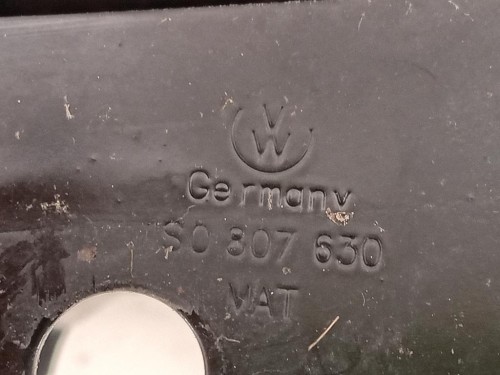 VW
Germany
S0 807 630
VAT